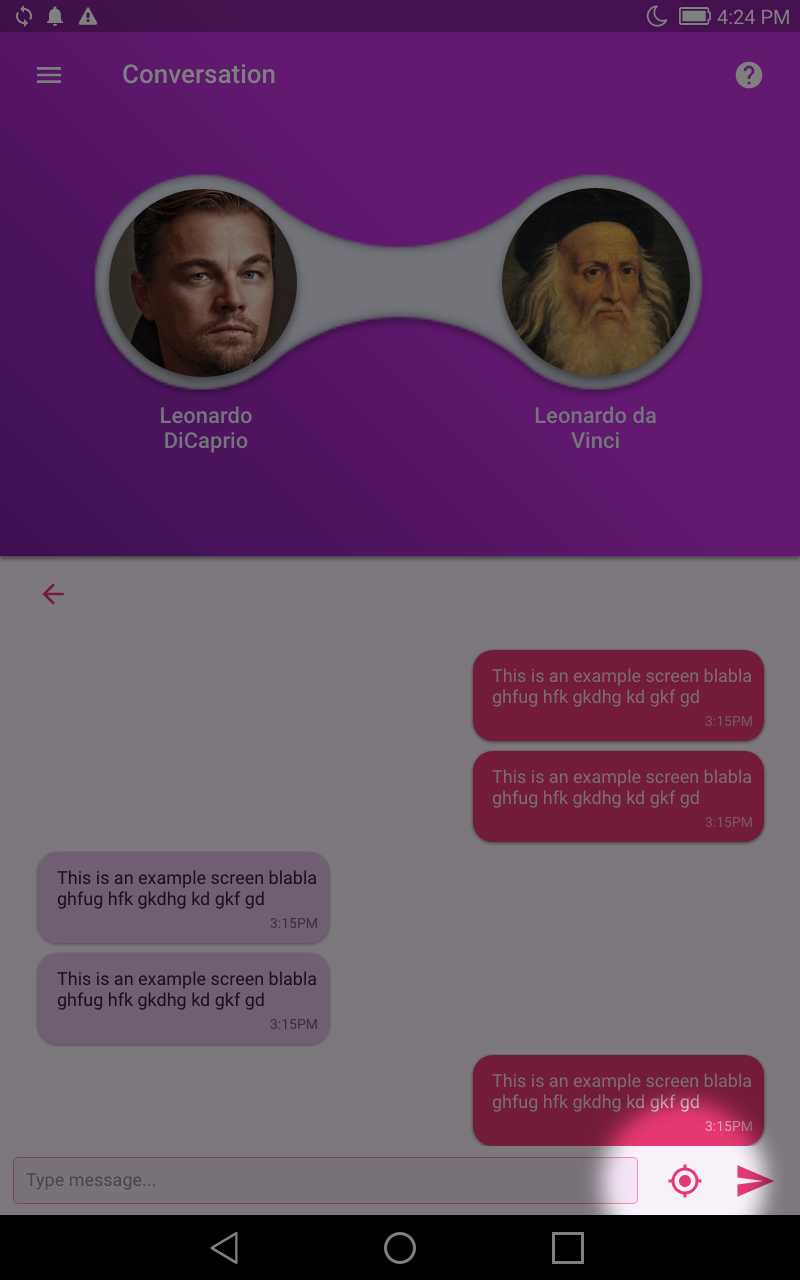 4:24 PM
Conversation
Leonardo
DiCaprio
Leonardo da
Vinci
This is an example screen blabla
ghfug hfk gkdhg kd gkf gd
3:15PM
This is an example screen blabla
ghfug hfk gkdhg kd gkf gd
3:15PM
This is an example screen blabla
ghfug hfk gkdhg kd gkf gd
3:15PM
This is an example screen blabla
ghfug hfk gkdhg kd gkf gd
3:15PM
This is an example screen blabla
ghfug hfk gkdhg kd gkf gd
3:15PM
Type message...